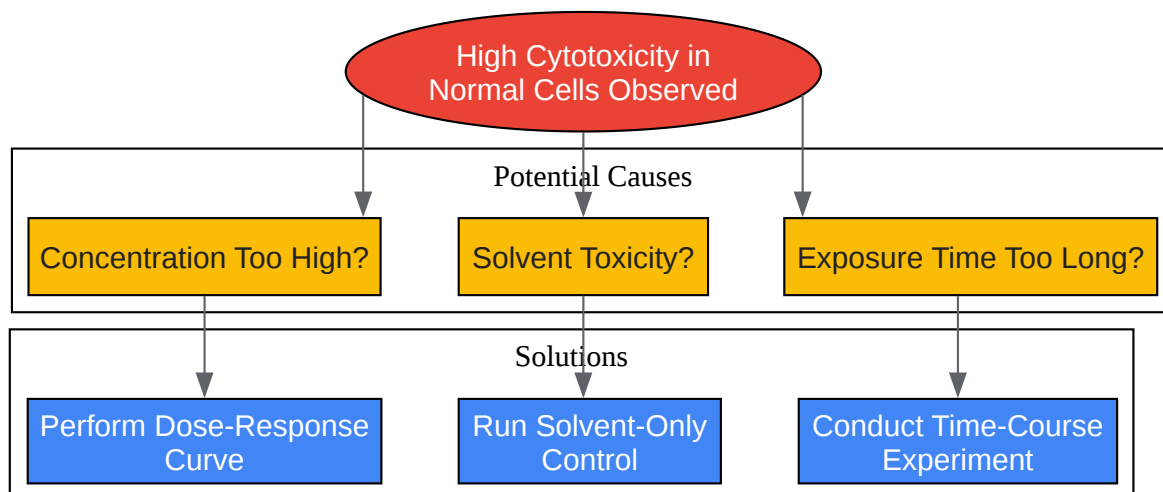 High Cytotoxicity in
Normal Cells Observed
Potential Causes
Concentration Too High?
Solvent Toxicity?
Exposure Time Too Long?
Solutions
Perform Dose-Response
Curve
Run Solvent-Only
Control
Conduct Time-Course
Experiment